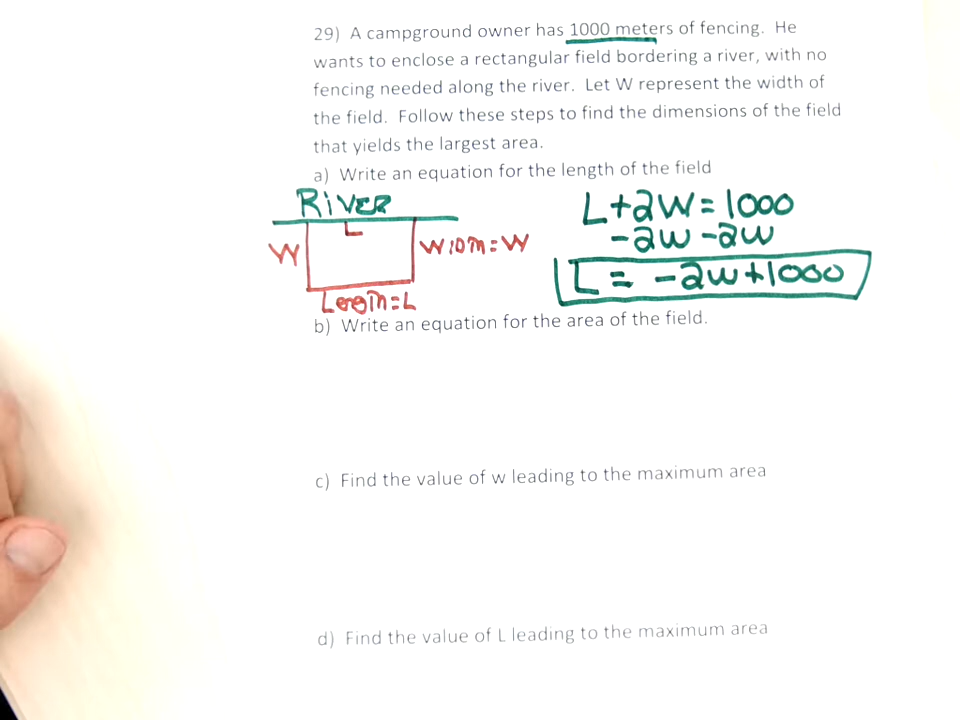 29) A campground owner has 1000 meters of fencing. He
wants to enclose a rectangular field bordering a river, with no
fencing needed along the river. Let W represent the width of
the field. Follow these steps to find the dimensions of the field
that yields the largest area.
a) Write an equation for the length of the field
RiVER
L
W
WiDTh=W
Length=L
L+2W=1000
-2W -2W
L = -2W+1000
b) Write an equation for the area of the field.
c) Find the value of w leading to the maximum area
d) Find the value of L leading to the maximum area